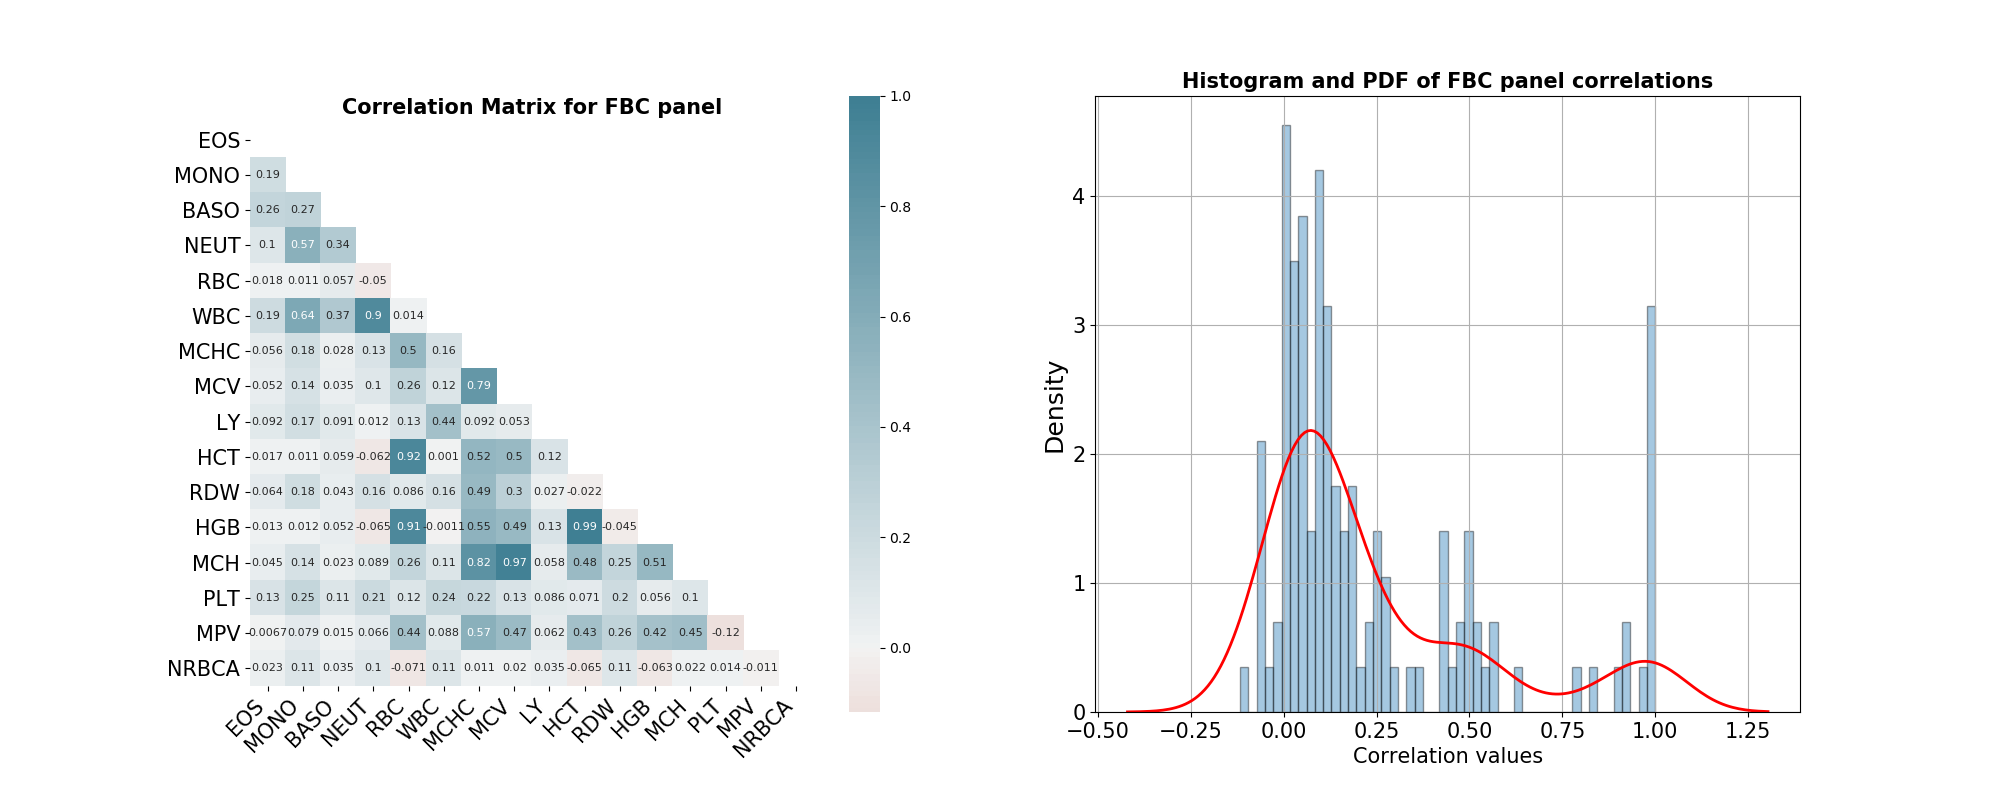 Correlation Matrix for FBC panel
EOS
MONO 0.19
BASO 0.26 0.27
NEUT 0.1 0.57 0.34
RBC 0.018 0.011 0.057 -0.05
WBC 0.19 0.64 0.37 0.9 0.014
MCHC 0.056 0.18 0.028 0.13 0.5 0.16
MCV 0.052 0.14 0.035 0.1 0.26 0.12 0.79
LY 0.092 0.17 0.091 0.012 0.13 0.44 0.092 0.053
HCT 0.017 0.011 0.059 -0.062 0.92 0.001 0.52 0.5 0.12
RDW 0.064 0.18 0.043 0.16 0.086 0.16 0.49 0.3 0.027 -0.022
HGB 0.013 0.012 0.052 -0.065 0.91 -0.0011 0.55 0.49 0.13 0.99 -0.045
MCH 0.045 0.14 0.023 0.089 0.26 0.11 0.82 0.97 0.058 0.48 0.25 0.51
PLT 0.13 0.25 0.11 0.21 0.12 0.24 0.22 0.13 0.086 0.071 0.2 0.056 0.1
MPV -0.0067 0.079 0.015 0.066 0.44 0.088 0.57 0.47 0.062 0.43 0.26 0.42 0.45 -0.12
NRBCA 0.023 0.11 0.035 0.1 -0.071 0.11 0.011 0.02 0.035 -0.065 0.11 -0.063 0.022 0.014 -0.011
EOS MONO BASO NEUT RBC WBC MCHC MCV LY HCT RDW HGB MCH PLT MPV NRBCA
1.0
0.8
0.6
0.4
0.2
0.0
Histogram and PDF of FBC panel correlations
Density
4
3
2
1
0
−0.50 −0.25 0.00 0.25 0.50 0.75 1.00 1.25
Correlation values